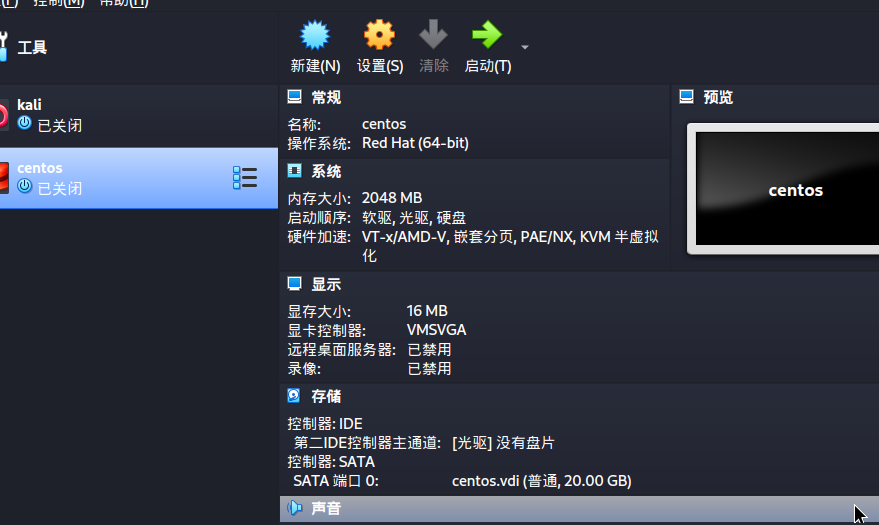 控制(M) 帮助(H)
工具
新建(N) 设置(S) 清除 启动(T)
kali
已关闭
centos
已关闭
常规
名称: centos
操作系统: Red Hat (64-bit)
系统
内存大小: 2048 MB
启动顺序: 软驱, 光驱, 硬盘
硬件加速: VT-x/AMD-V, 嵌套分页, PAE/NX, KVM 半虚拟
化
预览
centos
显示
显存大小: 16 MB
显卡控制器: VMSVGA
远程桌面服务器: 已禁用
录像: 已禁用
存储
控制器: IDE
第二IDE控制器主通道: [光驱] 没有盘片
控制器: SATA
SATA 端口 0: centos.vdi (普通, 20.00 GB)
声音